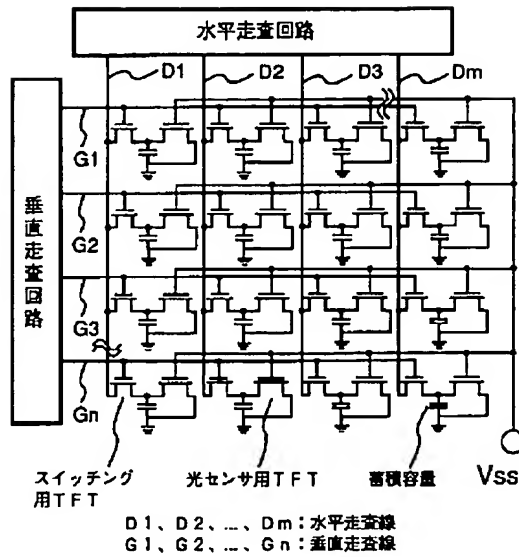 水平走査回路
D1 D2 D3 Dm
垂直走査回路
G1
G2
G3
Gn
スイッチング
用TFT
光センサ用TFT
蓄積容量
Vss
D1、D2、…、Dm：水平走査線
G1、G2、…、Gn：垂直走査線